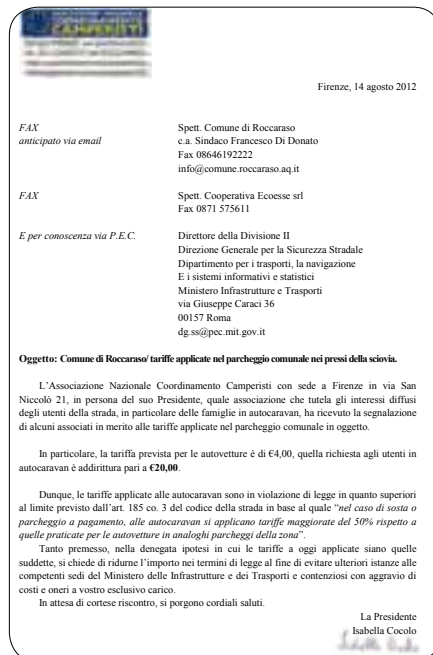 CAMPERISTI
Firenze, 14 agosto 2012
FAX
anticipato via email
Spett. Comune di Roccaraso
c.a. Sindaco Francesco Di Donato
Fax 08646192222
info@comune.roccaraso.aq.it
FAX
Spett. Cooperativa Ecoesse srl
Fax 0871 575611
E per conoscenza via P.E.C.
Direttore della Divisione II
Direzione Generale per la Sicurezza Stradale
Dipartimento per i trasporti, la navigazione
E i sistemi informativi e statistici
Ministero Infrastrutture e Trasporti
via Giuseppe Caraci 36
00157 Roma
dg.ss@pec.mit.gov.it
Oggetto: Comune di Roccaraso/ tariffe applicate nel parcheggio comunale nei pressi della sciovia.
L'Associazione Nazionale Coordinamento Camperisti con sede a Firenze in via San
Niccolò 21, in persona del suo Presidente, quale associazione che tutela gli interessi diffusi
degli utenti della strada, in particolare delle famiglie in autocaravan, ha ricevuto la segnalazione
di alcuni associati in merito alle tariffe applicate nel parcheggio comunale in oggetto.
In particolare, la tariffa prevista per le autovetture è di €4,00, quella richiesta agli utenti in
autocaravan è addirittura pari a €20,00.
Dunque, le tariffe applicate alle autocaravan sono in violazione di legge in quanto superiori
al limite previsto dall'art. 185 co. 3 del codice della strada in base al quale "nel caso di sosta o
parcheggio a pagamento, alle autocaravan si applicano tariffe maggiorate del 50% rispetto a
quelle praticate per le autovetture in analoghi parcheggi della zona".
Tanto premesso, nella denegata ipotesi in cui le tariffe a oggi applicate siano quelle
suddette, si chiede di ridurne l'importo nei termini di legge al fine di evitare ulteriori istanze alle
competenti sedi del Ministero delle Infrastrutture e dei Trasporti e contenziosi con aggravio di
costi e oneri a vostro esclusivo carico.
In attesa di cortese riscontro, si porgono cordiali saluti.
La Presidente
Isabella Cocolo